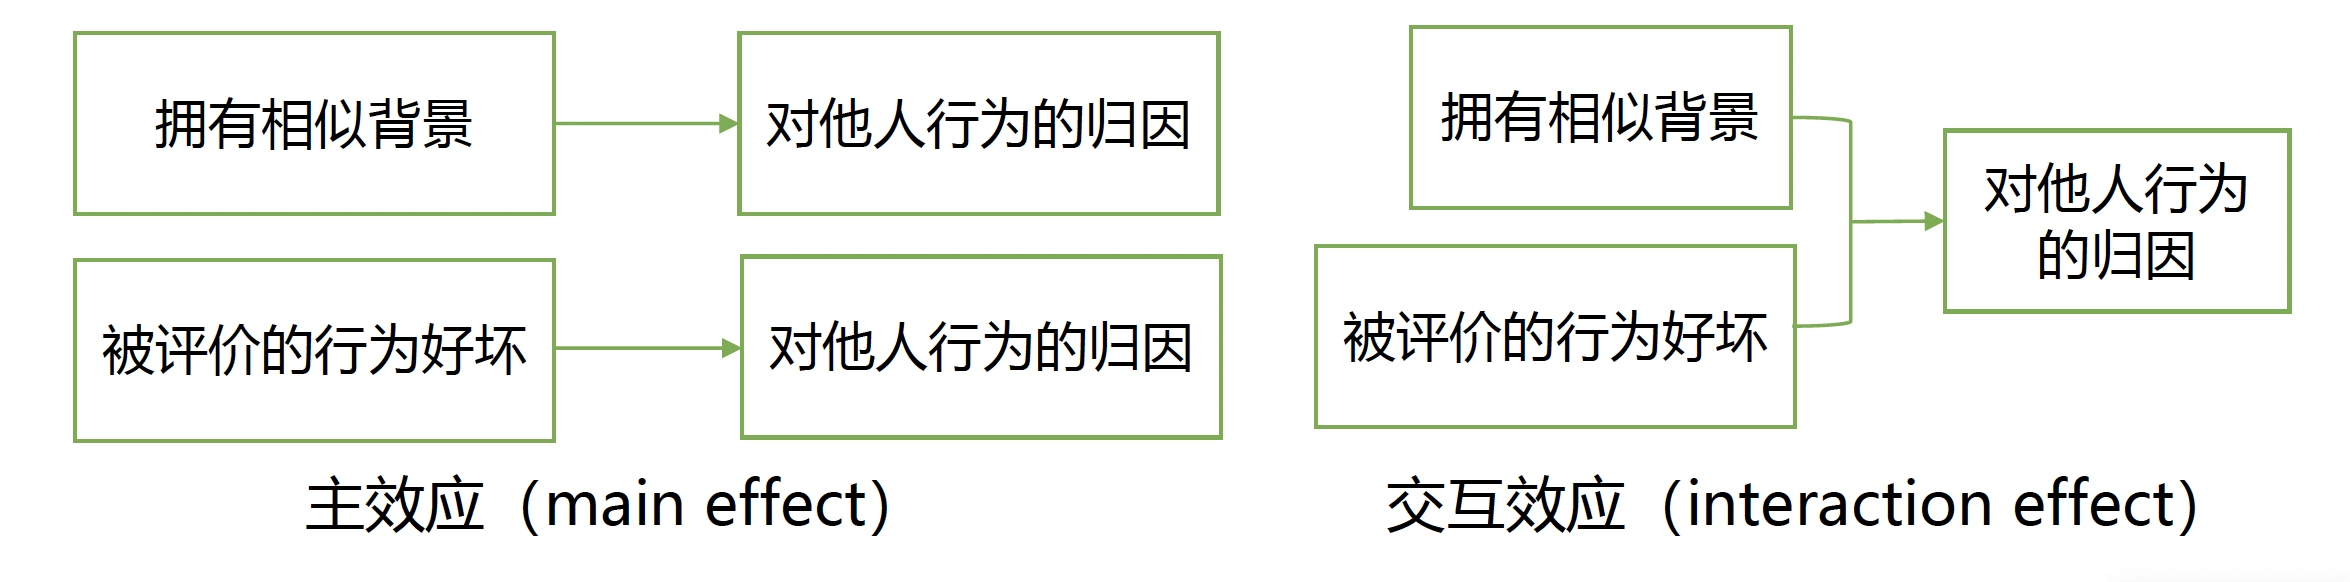 拥有相似背景
对他人行为的归因
被评价的行为好坏
对他人行为的归因
主效应（main effect）
拥有相似背景
被评价的行为好坏
对他人行为
的归因
交互效应（interaction effect）